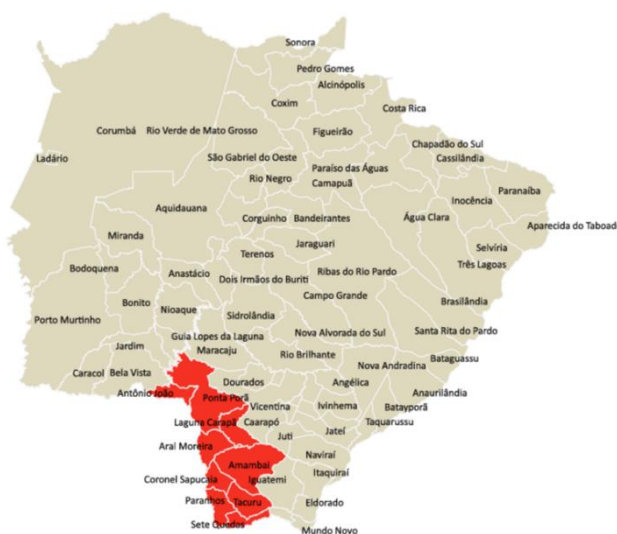 Sonora
Pedro Gomes
Alcinópolis
Coxim
Costa Rica
Corumbá
Rio Verde de Mato Grosso
Figueirão
Chapadão do Sul
Ladário
São Gabriel do Oeste
Cassilândia
Paraíso das Águas
Rio Negro
Camapuã
Paranaíba
Inocência
Aquidauana
Corguinho
Bandeirantes
Água Clara
Aparecida do Taboad
Miranda
Jaraguari
Selvíria
Terenos
Três Lagoas
Bodoquena
Anastácio
Dois Irmãos do Buriti
Ribas do Rio Pardo
Campo Grande
Bonito
Nioaque
Brasilândia
Porto Murtinho
Sidrolândia
Guia Lopes da Laguna
Nova Alvorada do Sul
Santa Rita do Pardo
Jardim
Maracaju
Rio Brilhante
Bataguassu
Caracol
Bela Vista
Nova Andradina
Dourados
Angélica
Antônio João
Ponta Porã
Anaurilândia
Vicentina
Ivinhema
Batayporã
Laguna Carapã
Caarapó
Taquarussu
Juti
Jateí
Aral Moreira
Naviraí
Amambai
Itaquiraí
Coronel Sapucaia
Iguatemi
Paranhos
Tacuru
Eldorado
Sete Quedas
Mundo Novo